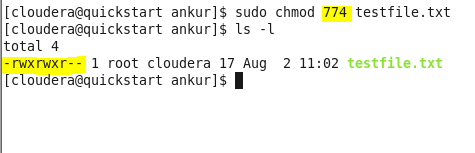 [cloudera@quickstart ankur]$ sudo chmod 774 testfile.txt
[cloudera@quickstart ankur]$ ls -l
total 4
-rwxrwxr-- 1 root cloudera 17 Aug  2 11:02 testfile.txt
[cloudera@quickstart ankur]$